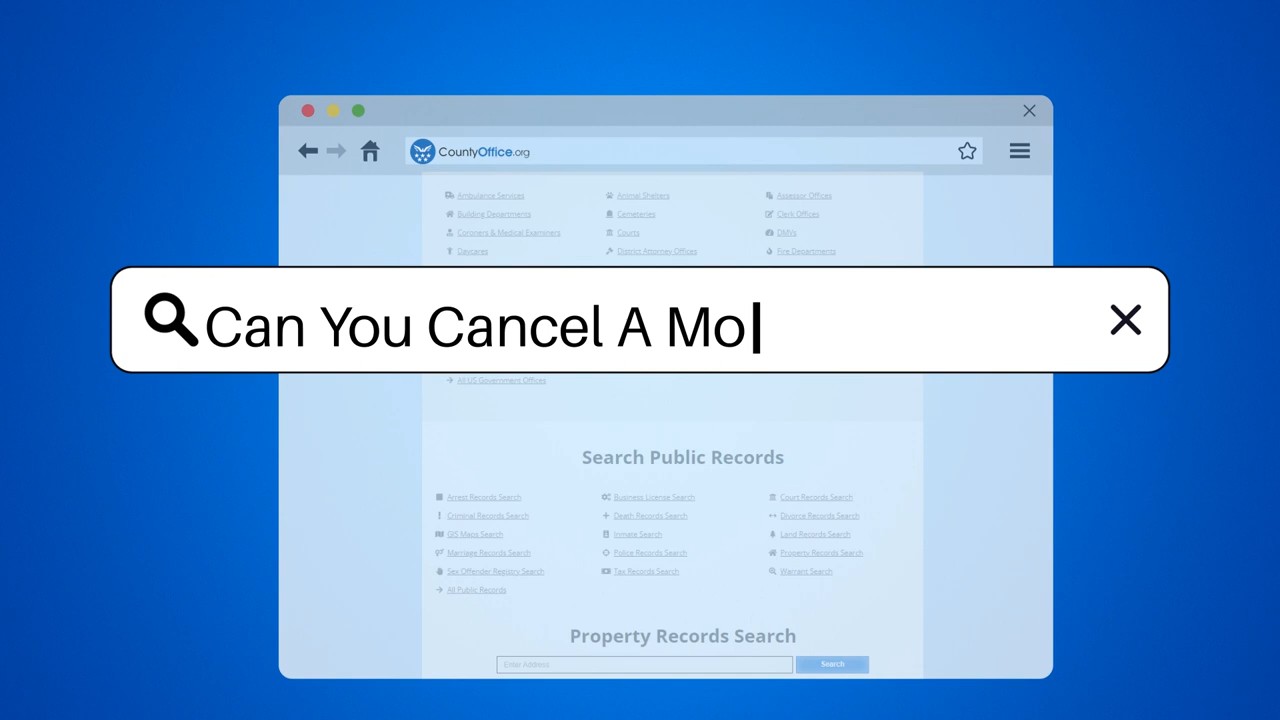 CountyOffice.org
Ambulance Services Animal Shelters Assessor Offices
Building Departments Cemeteries Clerk Offices
Coroners & Medical Examiners Courts DMVs
Daycares District Attorney Offices Fire Departments
Can You Cancel A Mo
All US Government Offices
Search Public Records
Arrest Records Search Business License Search Court Records Search
Criminal Records Search Death Records Search Divorce Records Search
GIS Maps Search Inmate Search Land Records Search
Marriage Records Search Police Records Search Property Records Search
Sex Offender Registry Search Tax Records Search Warrant Search
All Public Records
Property Records Search
Enter Address Search